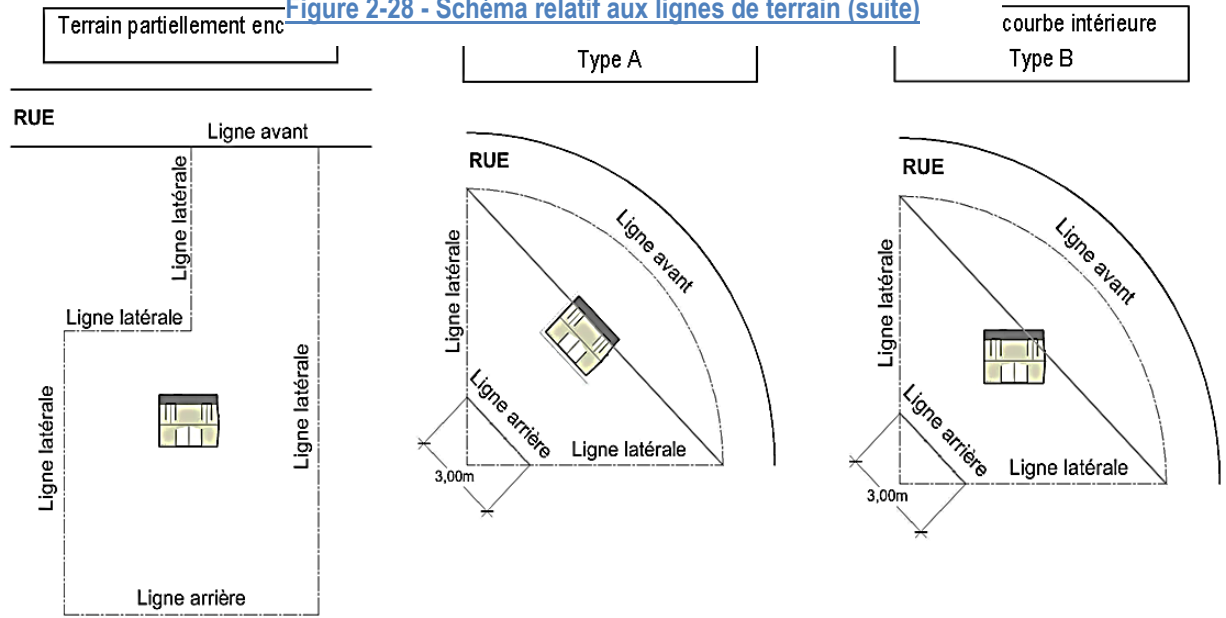 Figure 2-28 - Schéma relatif aux lignes de terrain (suite)
Terrain partiellement enc
Type A
courbe intérieure
Type B
RUE
Ligne avant
Ligne latérale
Ligne latérale
Ligne latérale
Ligne latérale
Ligne arrière
RUE
Ligne avant
Ligne latérale
Ligne arrière
Ligne latérale
3,00m
RUE
Ligne avant
Ligne latérale
Ligne arrière
Ligne latérale
3,00m